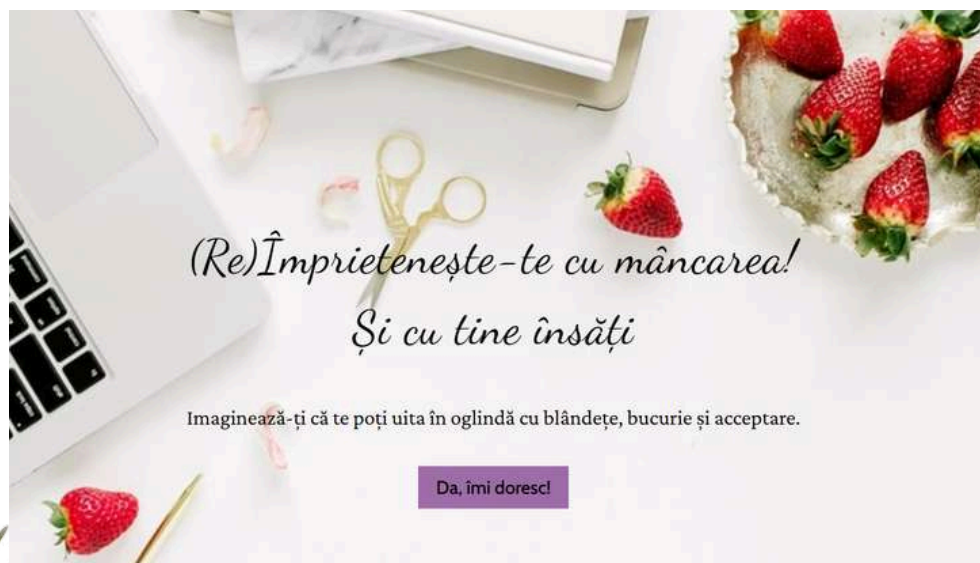 (Re)Împrietenește-te cu mâncarea!
Și cu tine însăți
Imaginează-ți că te poți uita în oglindă cu blândețe, bucurie și acceptare.
Da, îmi doresc!